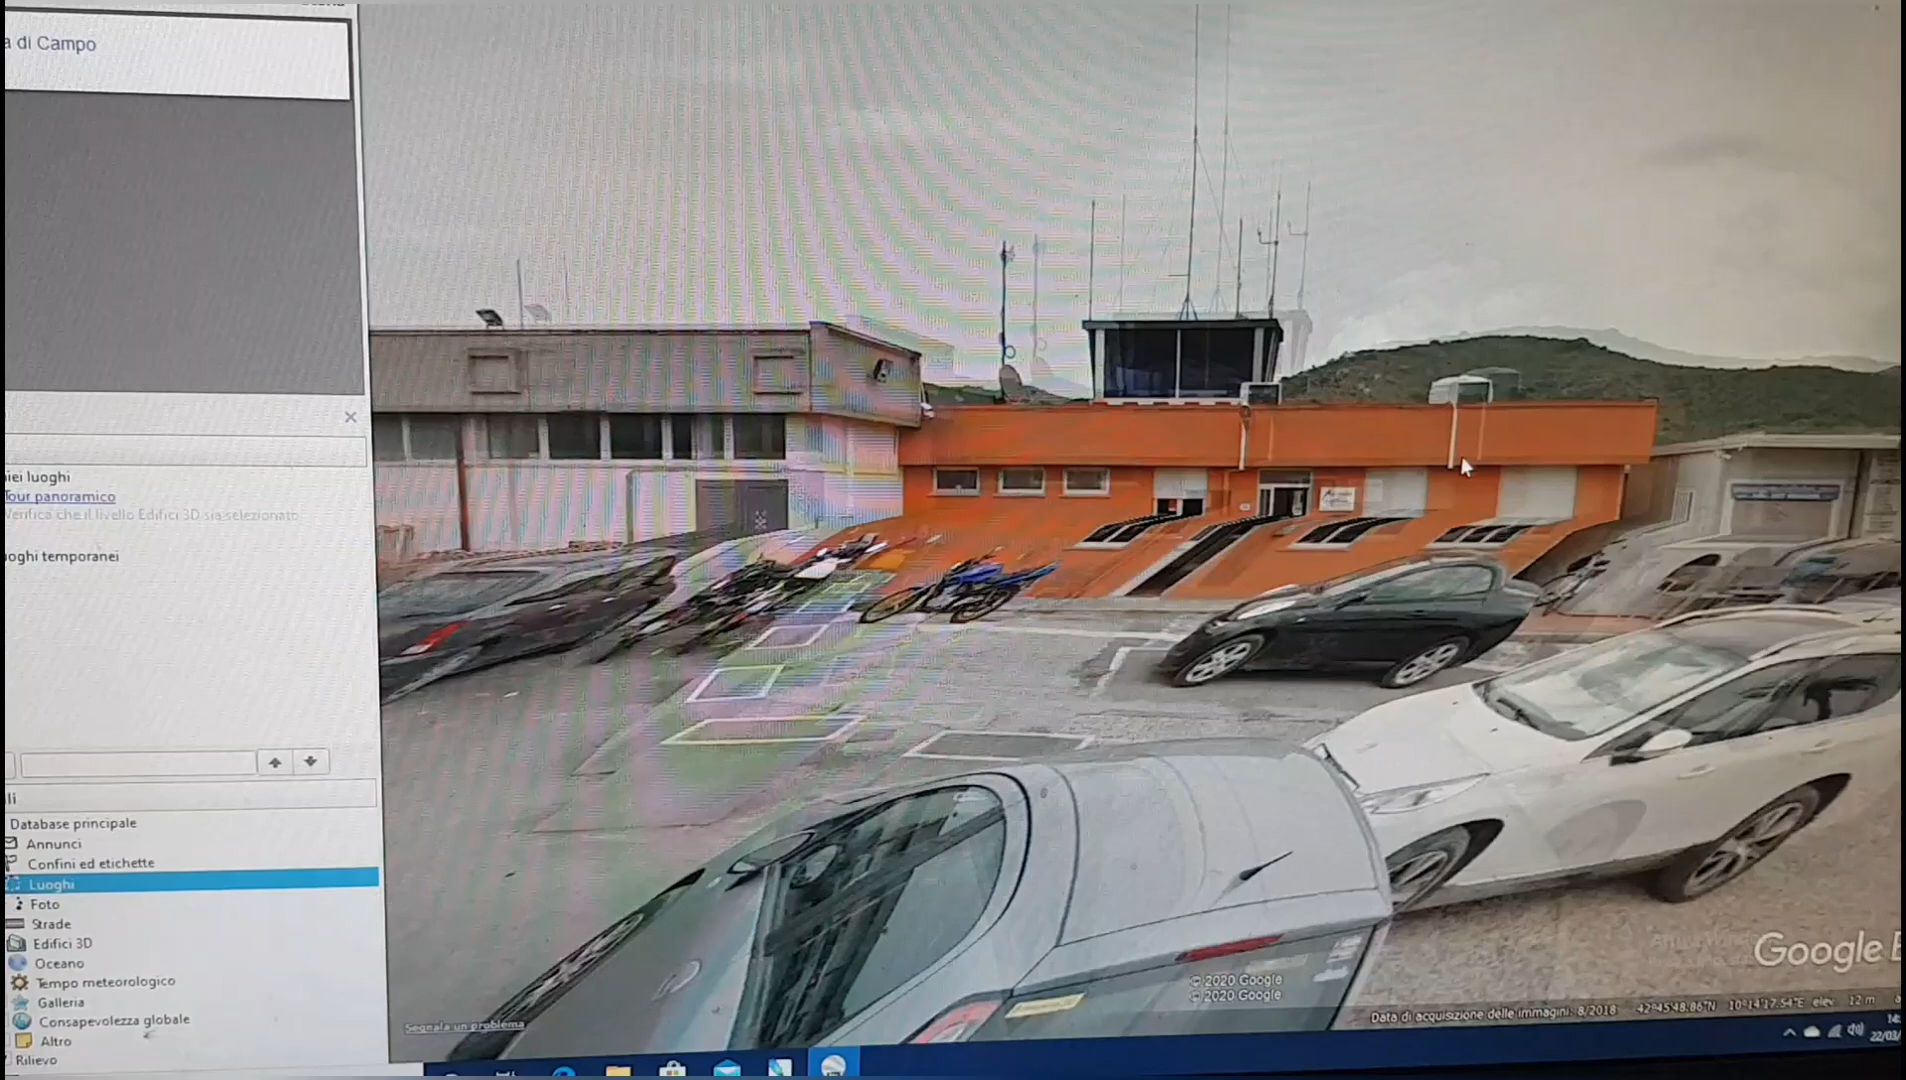 a di Campo
iei luoghi
Tour panoramico
Verifica che il livello Edifici 3D sia selezionato
oghi temporanei
li
Database principale
Annunci
Confini ed etichette
Luoghi
Foto
Strade
Edifici 3D
Oceano
Tempo meteorologico
Galleria
Consapevolezza globale
Altro
Rilievo
Segnala un problema
© 2020 Google
© 2020 Google
Google E
Data di acquisizione delle immagini: 8/2018 42°45'48.86"N 10°14'17.54"E elev. 12 m
14:
22/03/